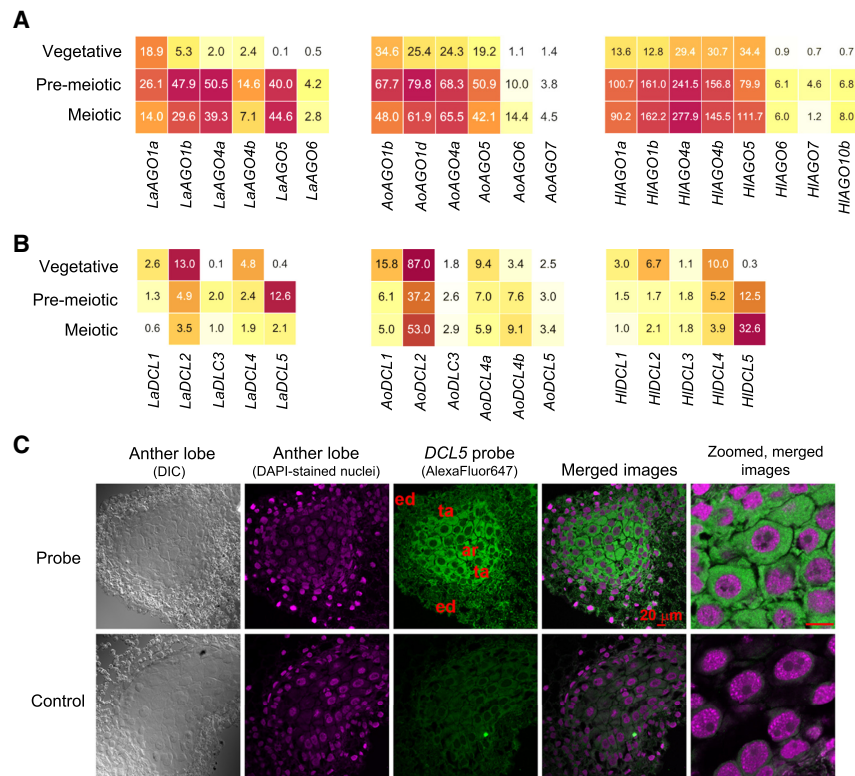 A
Vegetative 18.9 5.3 2.0 2.4 0.1 0.5 34.6 25.4 24.3 19.2 1.1 1.4 13.6 12.8 29.4 30.7 34.4 0.9 0.7 0.7
Pre-meiotic 26.1 47.9 50.5 14.6 40.0 4.2 67.7 79.8 68.3 50.9 10.0 3.8 100.7 161.0 241.5 156.8 79.9 6.1 4.6 6.8
Meiotic 14.0 29.6 39.3 7.1 44.6 2.8 48.0 61.9 65.5 42.1 14.4 4.5 90.2 162.2 277.9 145.5 111.7 6.0 1.2 8.0
LaAGO1a LaAGO1b LaAGO4a LaAGO4b LaAGO5 LaAGO6 AoAGO1b AoAGO1d AoAGO4a AoAGO5 AoAGO6 AoAGO7 HlAGO1a HlAGO1b HlAGO4a HlAGO4b HlAGO5 HlAGO6 HlAGO7 HlAGO10b
B
Vegetative 2.6 13.0 0.1 4.8 0.4 15.8 87.0 1.8 9.4 3.4 2.5 3.0 6.7 1.1 10.0 0.3
Pre-meiotic 1.3 4.9 2.0 2.4 12.6 6.1 37.2 2.6 7.0 7.6 3.0 1.5 1.7 1.8 5.2 12.5
Meiotic 0.6 3.5 1.0 1.9 2.1 5.0 53.0 2.9 5.9 9.1 3.4 1.0 2.1 1.8 3.9 32.6
LaDCL1 LaDCL2 LaDLC3 LaDCL4 LaDCL5 AoDCL1 AoDCL2 AoDLC3 AoDCL4a AoDCL4b AoDCL5 HlDCL1 HlDCL2 HlDCL3 HlDCL4 HlDCL5
C
Anther lobe
(DIC)
Anther lobe
(DAPI-stained nuclei)
DCL5 probe
(AlexaFluor647)
Merged images
Zoomed, merged
images
Probe
ed
ta
ar
ta
ed
20 µm
Control